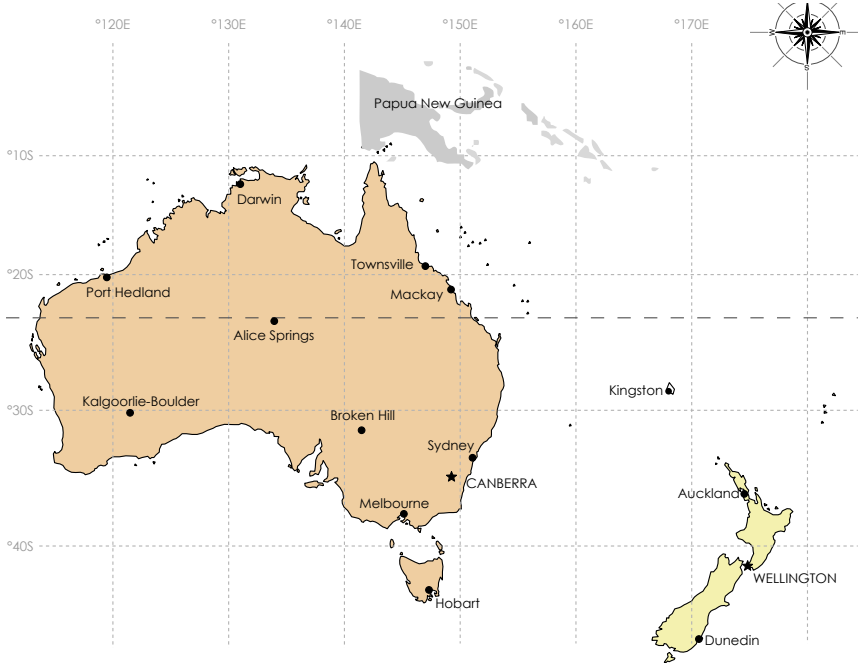 °120E °130E °140E °150E °160E °170E
W E
S
Papua New Guinea
°10S
Darwin
Townsville
°20S
Port Hedland
Mackay
Alice Springs
Kingston
Kalgoorlie-Boulder
°30S
Broken Hill
Sydney
CANBERRA
Auckland
Melbourne
°40S
WELLINGTON
Hobart
Dunedin